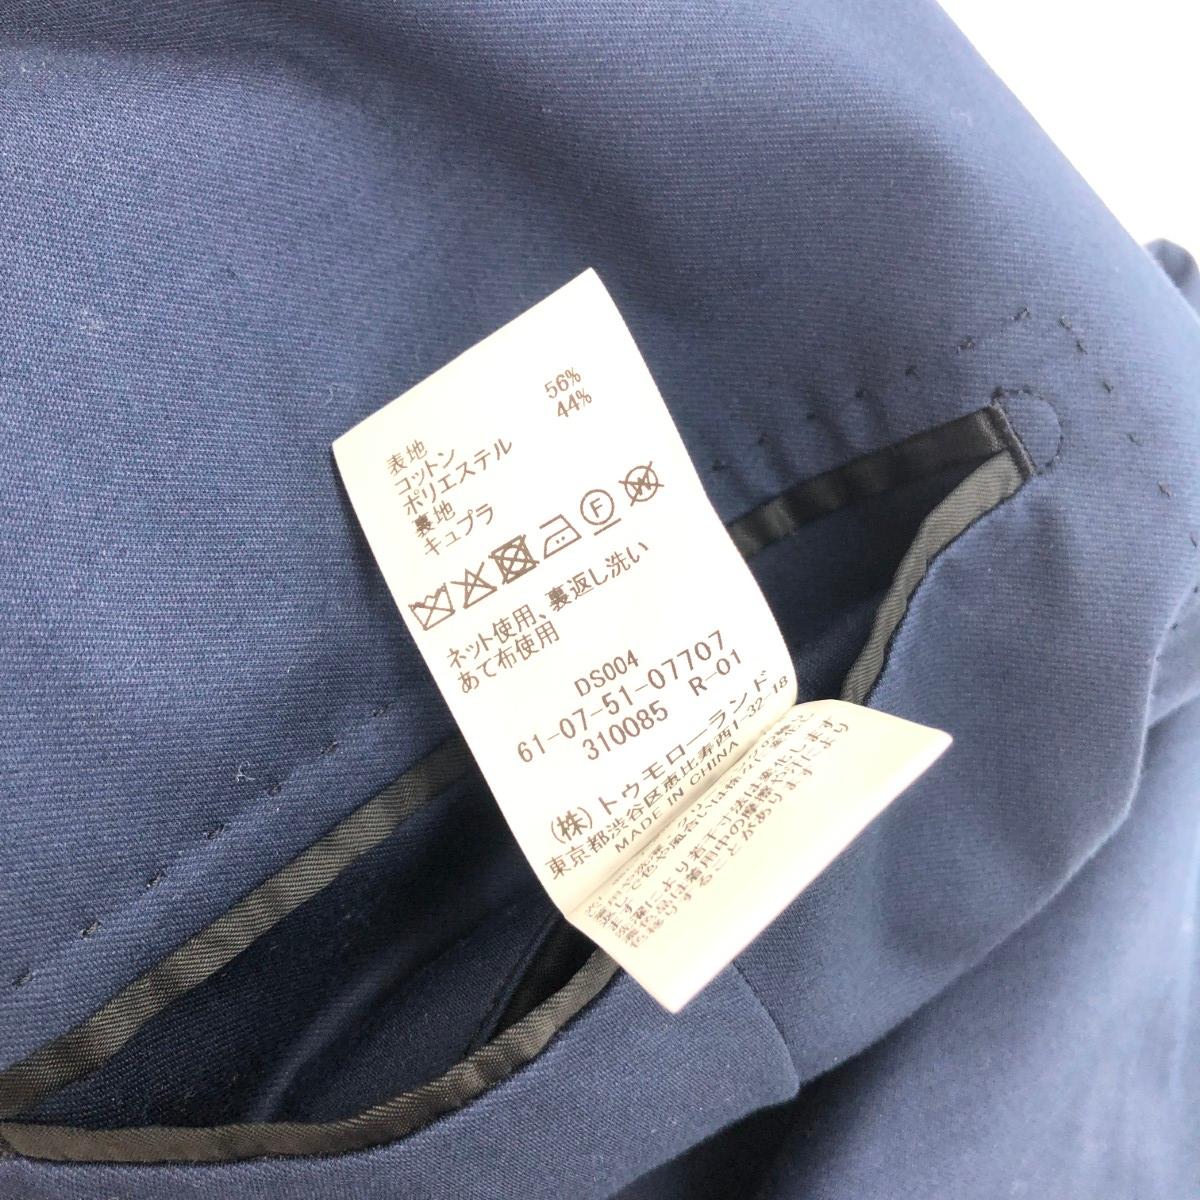 表地
コットン 56%
ポリエステル 44%
裏地
キュプラ
F W
ネット使用、裏返し洗い
あて布使用
DS004
61-07-51-07707
310085 R-01
(株)トゥモローランド
東京都渋谷区恵比寿西1-32-18
MADE IN CHINA